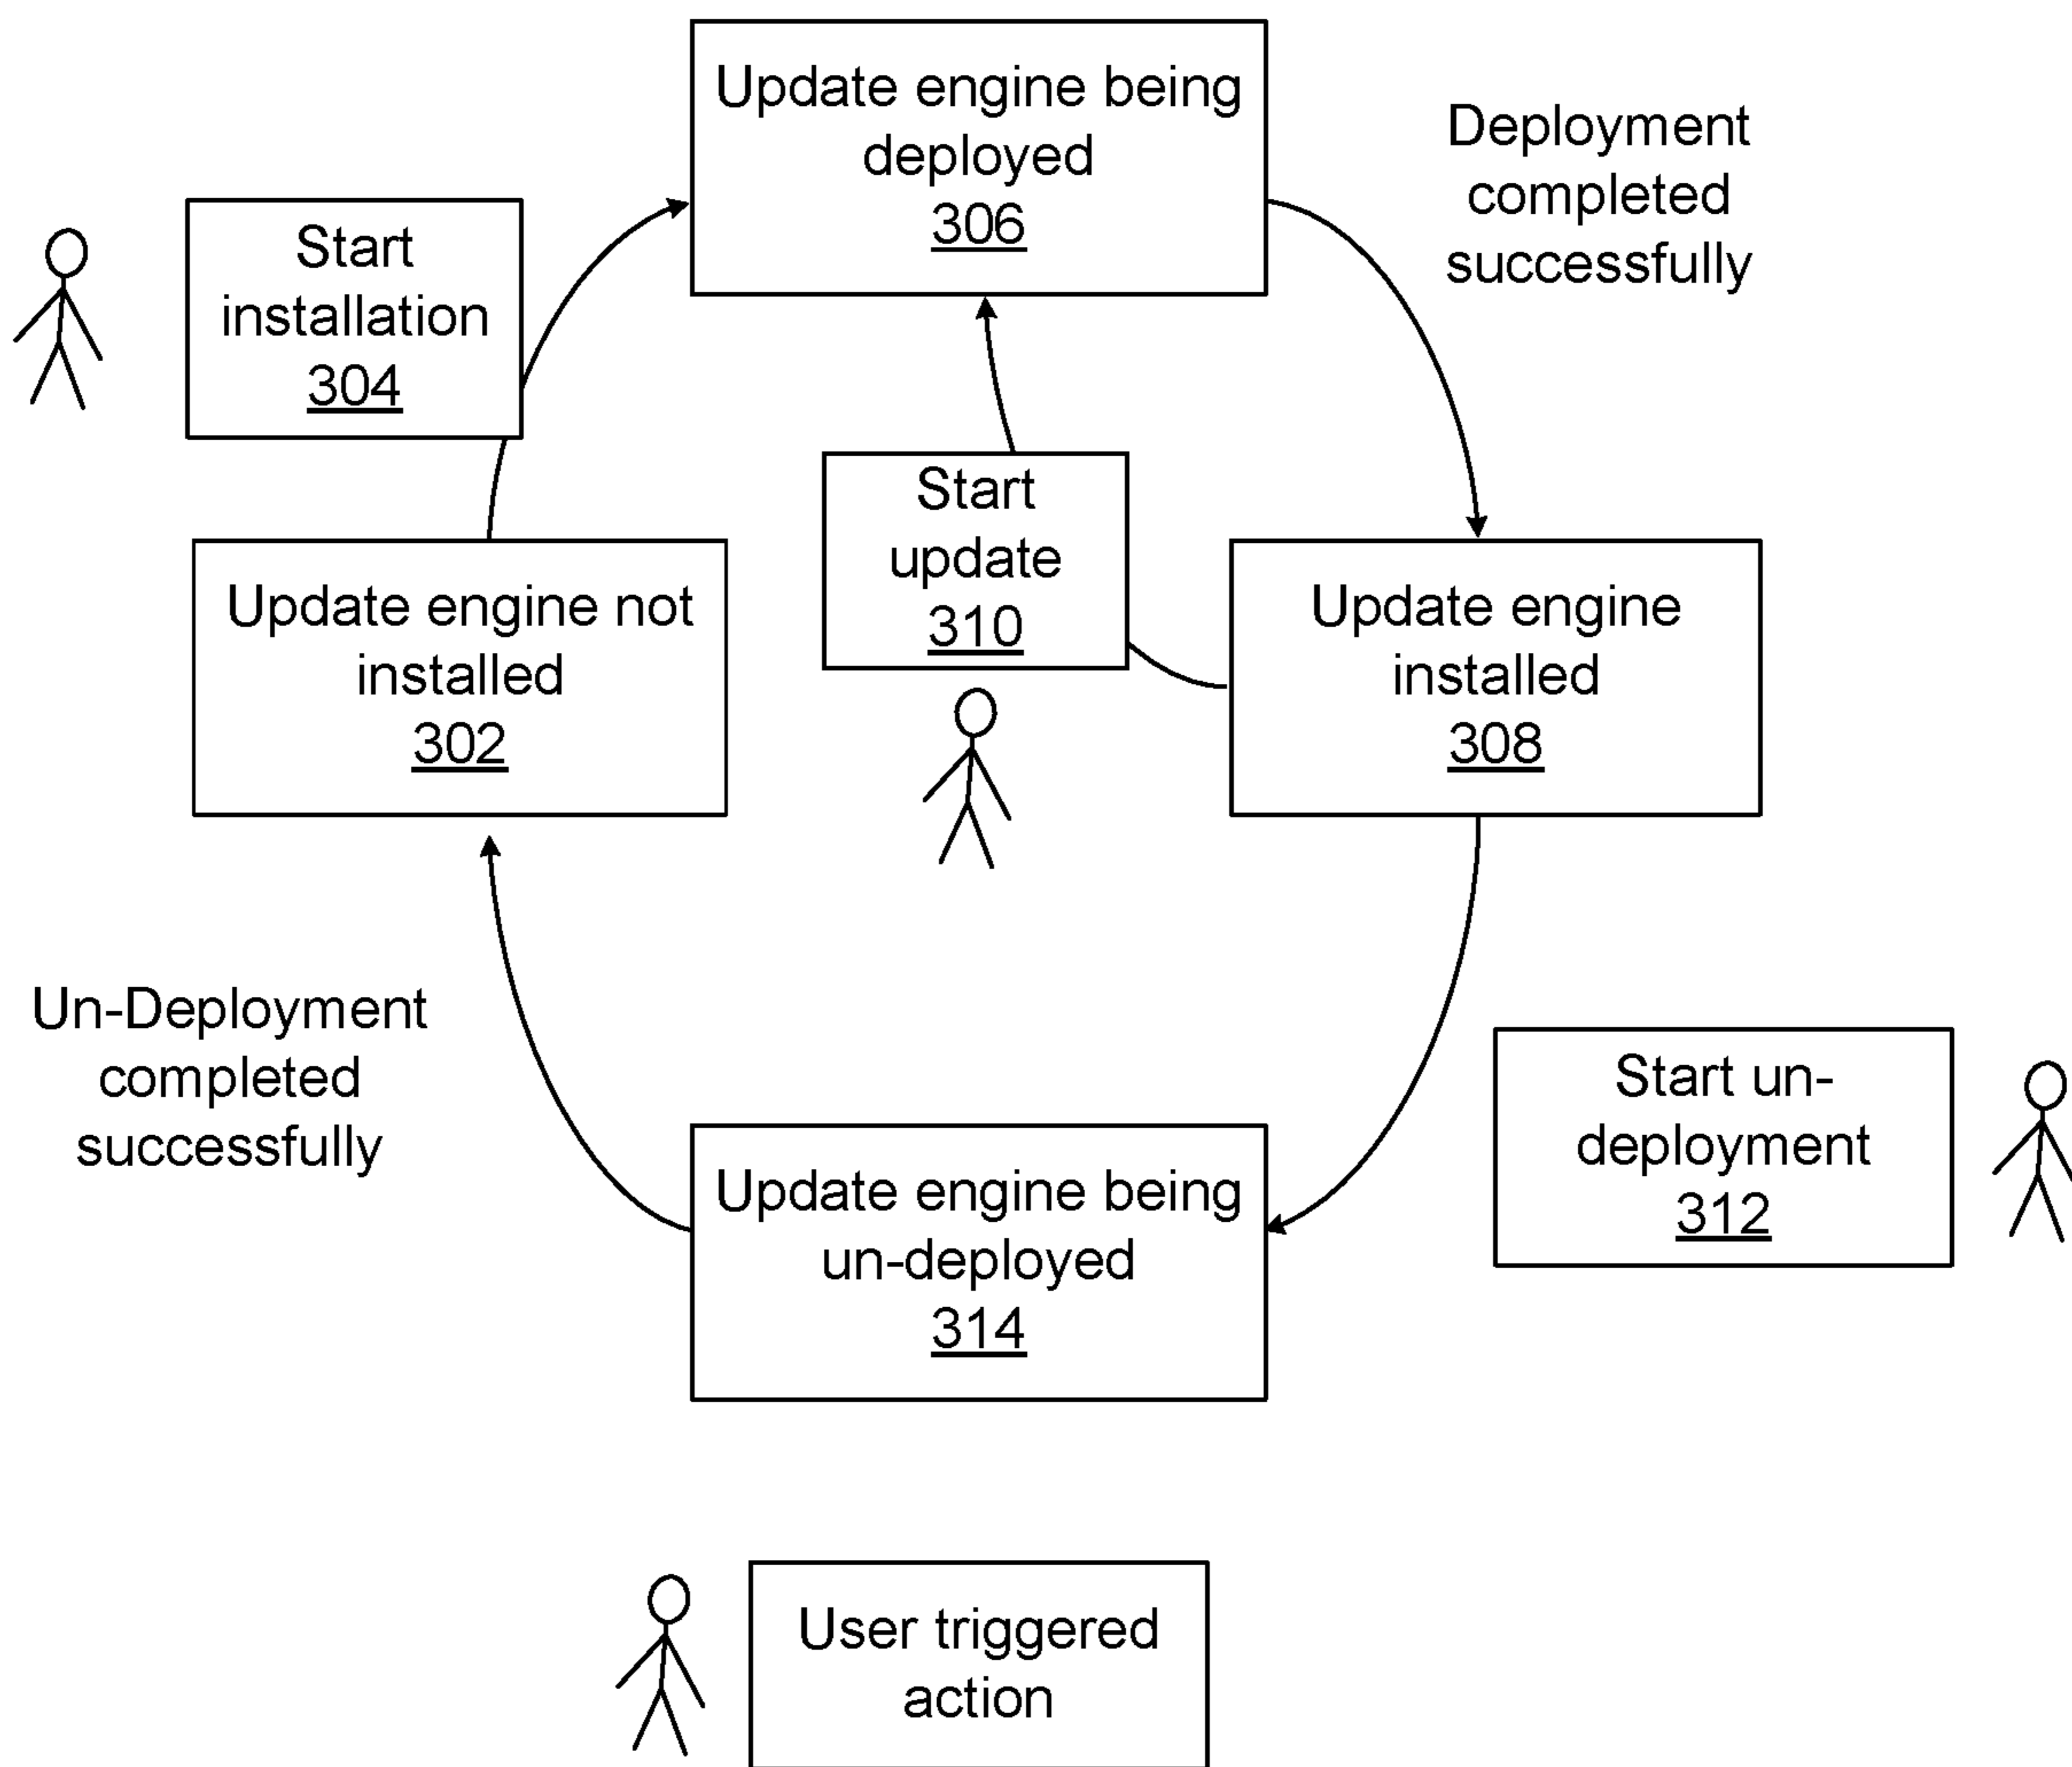 Update engine being
deployed
306
Deployment
completed
successfully
Start
installation
304
Start
update
310
Update engine not
installed
302
Update engine
installed
308
Un-Deployment
completed
successfully
Start un-
deployment
312
Update engine being
un-deployed
314
User triggered
action